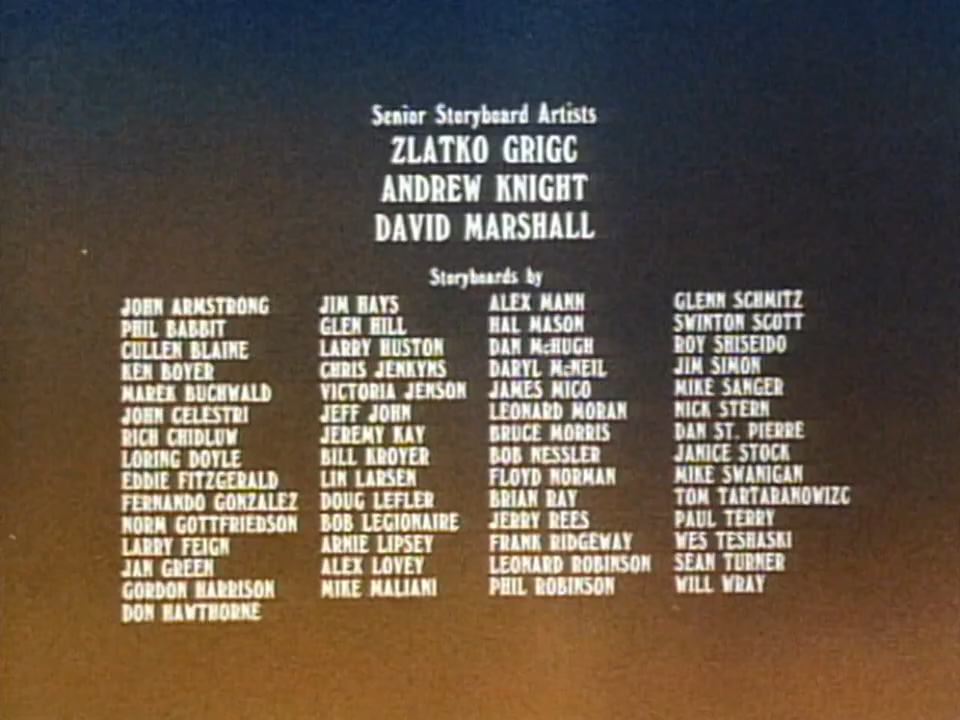 Senior Storyboard Artists
ZLATKO GRIGC
ANDREW KNIGHT
DAVID MARSHALL
Storyboards by
JOHN ARMSTRONG
PHIL BABBIT
CULLEN BLAINE
KEN BOYER
MAREK BUCHWALD
JOHN CELESTRI
RICH CHIDLUW
LORING DOYLE
EDDIE FITZGERALD
FERNANDO GONZALEZ
NORM GOTTFRIEDSON
LARRY FEIGN
JAN GREEN
GORDON HARRISON
DON HAWTHORNE
JIM HAYS
GLEN HILL
LARRY HUSTON
CHRIS JENKYNS
VICTORIA JENSON
JEFF JOHN
JEREMY KAY
BILL KROYER
LIN LARSEN
DOUG LEFLER
BOB LEGIONAIRE
ARNIE LIPSEY
ALEX LOVEY
MIKE MALIANI
ALEX MANN
HAL MASON
DAN McHUGH
DARYL McNEIL
JAMES MICO
LEONARD MORAN
BRUCE MORRIS
BOB NESSLER
FLOYD NORMAN
BRIAN RAY
JERRY REES
FRANK RIDGEWAY
LEONARD ROBINSON
PHIL ROBINSON
GLENN SCHMITZ
SWINTON SCOTT
ROY SHISEIDO
JIM SIMON
MIKE SANGER
NICK STERN
DAN ST. PIERRE
JANICE STOCK
MIKE SWANIGAN
TOM TARTARANOWIZC
PAUL TERRY
WES TESHASKI
SEAN TURNER
WILL WRAY